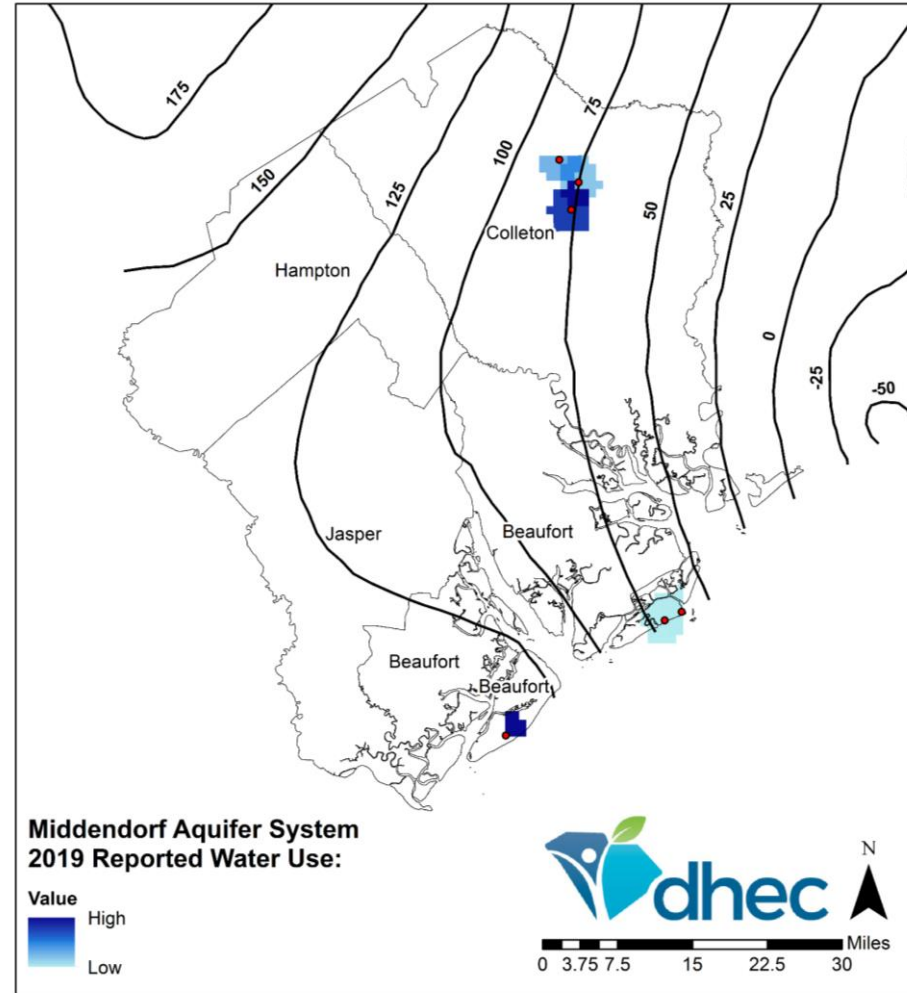 175
150
125
100
75
50
25
0
-25
-50
Colleton
Hampton
Jasper
Beaufort
Beaufort
Beaufort
Middendorf Aquifer System
2019 Reported Water Use:
Value
High
Low
dhec
N
Miles
0 3.75 7.5 15 22.5 30